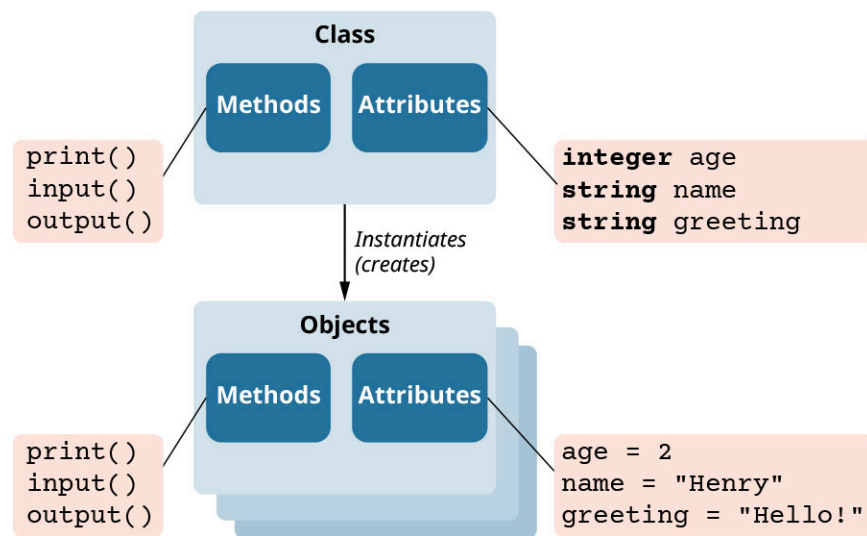 Class
Methods
Attributes
print()
input()
output()
integer age
string name
string greeting
Instantiates
(creates)
Objects
Methods
Attributes
print()
input()
output()
age = 2
name = "Henry"
greeting = "Hello!"